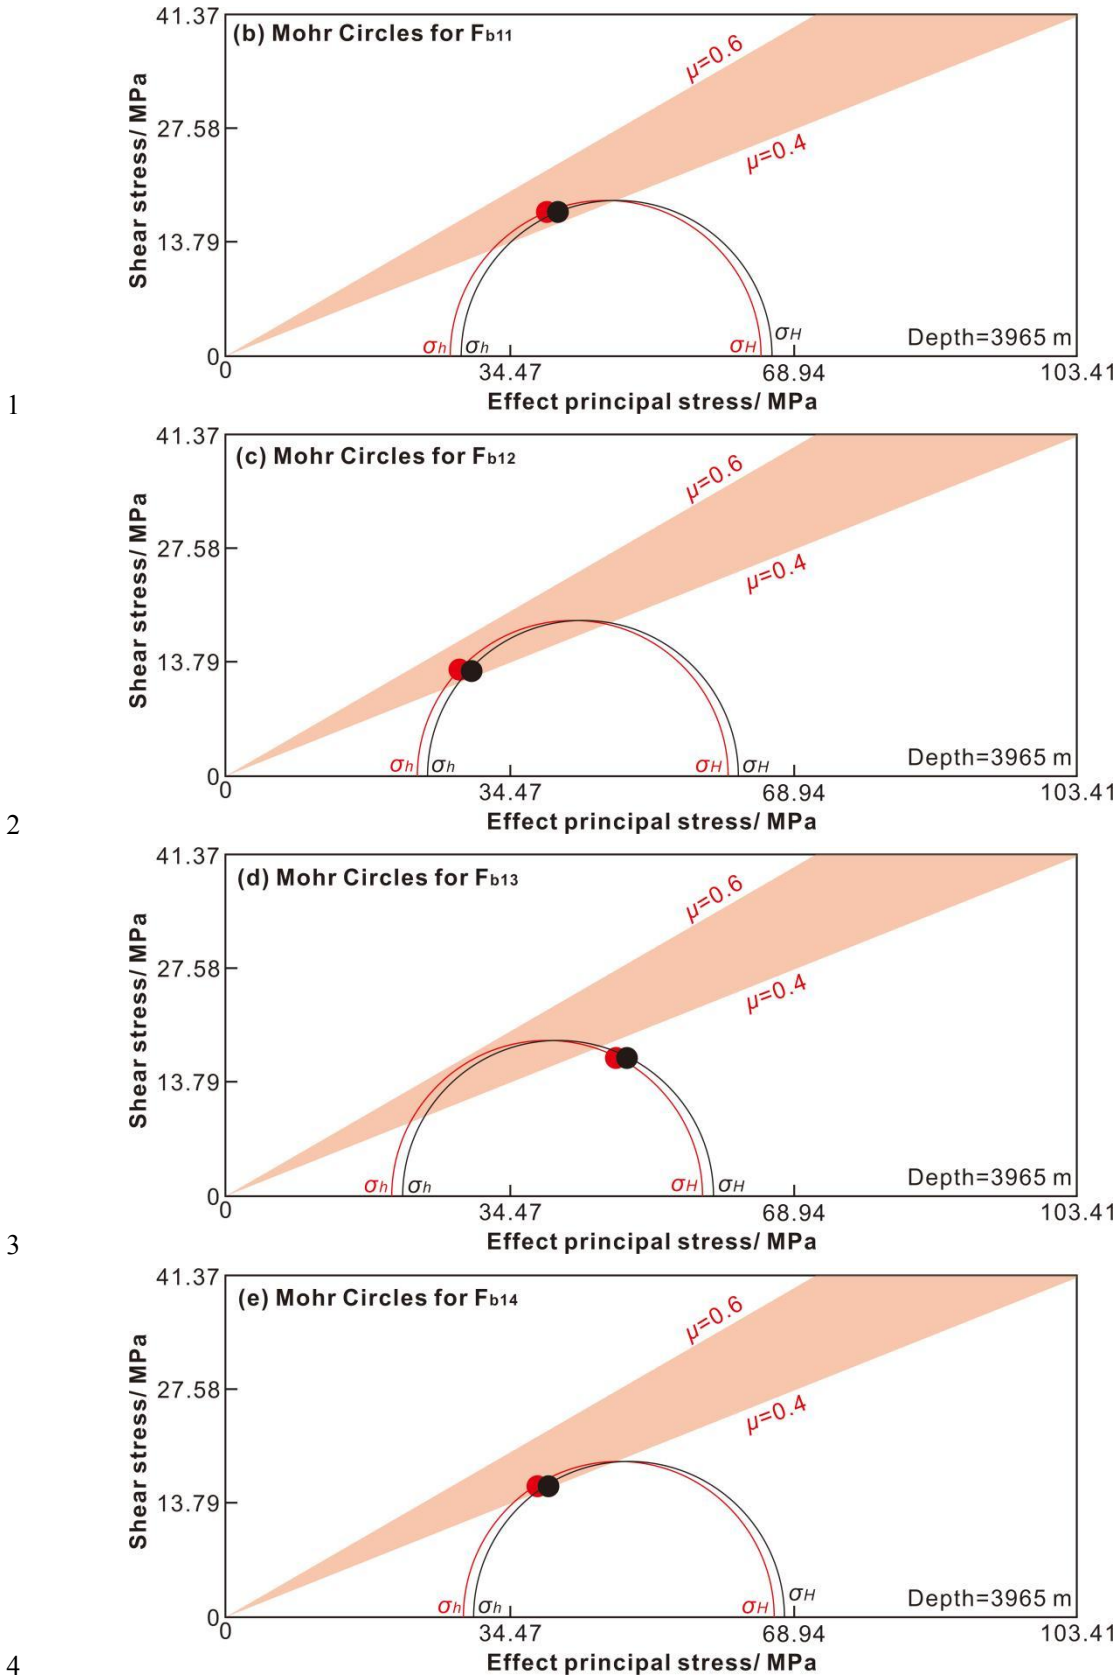 41.37
(b) Mohr Circles for Fb11
μ=0.6
27.58
μ=0.4
Shear stress/ MPa
13.79
σh σh σH σH Depth=3965 m
0
0 34.47 68.94 103.41
1 Effect principal stress/ MPa
41.37
(c) Mohr Circles for Fb12
μ=0.6
27.58
μ=0.4
Shear stress/ MPa
13.79
σh σh σH σH Depth=3965 m
0
0 34.47 68.94 103.41
2 Effect principal stress/ MPa
41.37
(d) Mohr Circles for Fb13
μ=0.6
27.58
μ=0.4
Shear stress/ MPa
13.79
σh σh σH σH Depth=3965 m
0
0 34.47 68.94 103.41
3 Effect principal stress/ MPa
41.37
(e) Mohr Circles for Fb14
μ=0.6
27.58
μ=0.4
Shear stress/ MPa
13.79
σh σh σH σH Depth=3965 m
0
0 34.47 68.94 103.41
4 Effect principal stress/ MPa